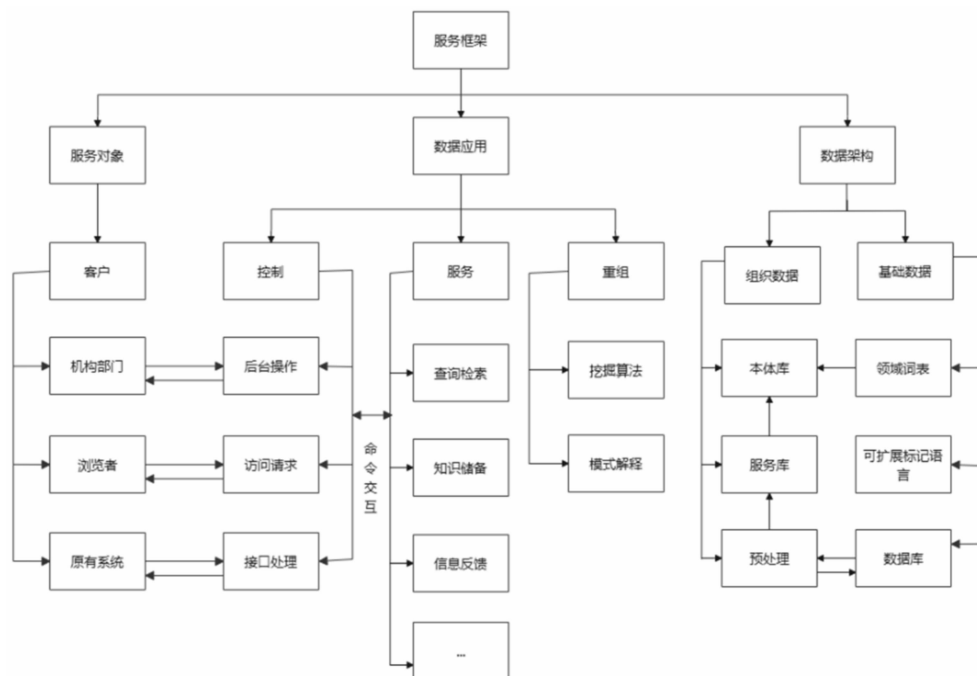 服务框架
服务对象
数据应用
数据架构
客户
控制
服务
重组
组织数据
基础数据
机构部门
后台操作
查询检索
挖掘算法
本体库
领域词表
命令交互
浏览者
访问请求
知识储备
模式解释
服务库
可扩展标记语
言
原有系统
接口处理
信息反馈
预处理
数据库
...